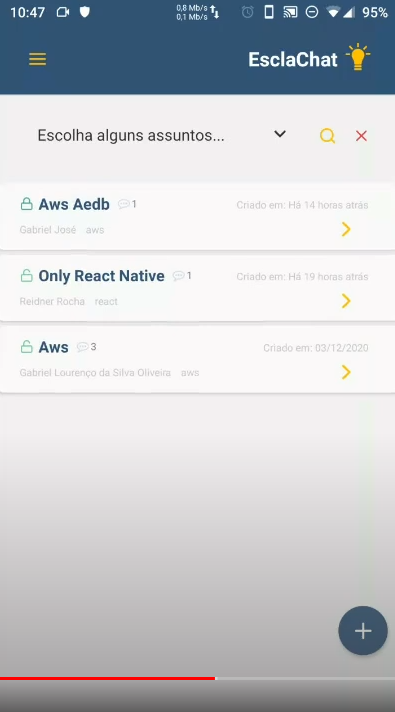 10:47 0,8 Mb/s 0,1 Mb/s 95%
EsclaChat
Escolha alguns assuntos...
Aws Aedb 1 Criado em: Há 14 horas atrás
Gabriel José aws
Only React Native 1 Criado em: Há 19 horas atrás
Reidner Rocha react
Aws 3 Criado em: 03/12/2020
Gabriel Lourenço da Silva Oliveira aws